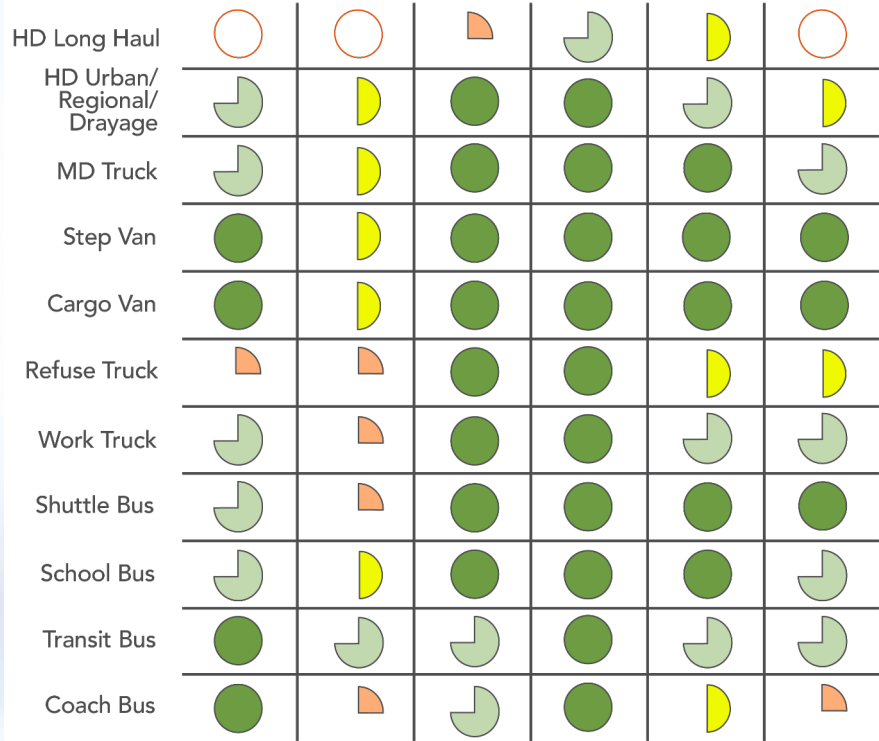 HD Long Haul
HD Urban/
Regional/
Drayage
MD Truck
Step Van
Cargo Van
Refuse Truck
Work Truck
Shuttle Bus
School Bus
Transit Bus
Coach Bus